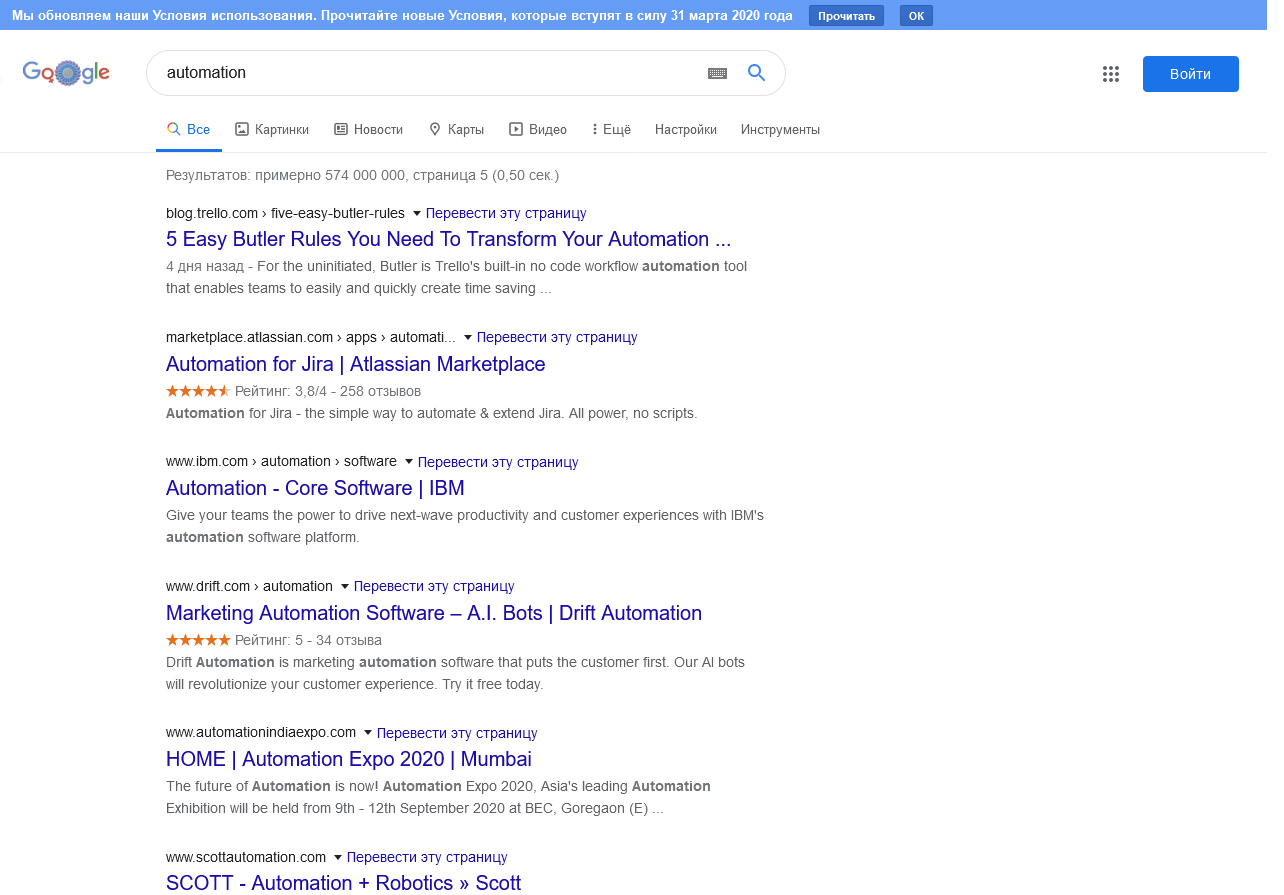 Мы обновляем наши Условия использования. Прочитайте новые Условия, которые вступят в силу 31 марта 2020 года Прочитать ОК
Google automation Войти
Все Картинки Новости Карты Видео Ещё Настройки Инструменты
Результатов: примерно 574 000 000, страница 5 (0,50 сек.)
blog.trello.com › five-easy-butler-rules Перевести эту страницу
5 Easy Butler Rules You Need To Transform Your Automation ...
4 дня назад - For the uninitiated, Butler is Trello's built-in no code workflow automation tool
that enables teams to easily and quickly create time saving ...
marketplace.atlassian.com › apps › automati... Перевести эту страницу
Automation for Jira | Atlassian Marketplace
Рейтинг: 3,8/4 - 258 отзывов
Automation for Jira - the simple way to automate & extend Jira. All power, no scripts.
www.ibm.com › automation › software Перевести эту страницу
Automation - Core Software | IBM
Give your teams the power to drive next-wave productivity and customer experiences with IBM's
automation software platform.
www.drift.com › automation Перевести эту страницу
Marketing Automation Software – A.I. Bots | Drift Automation
Рейтинг: 5 - 34 отзыва
Drift Automation is marketing automation software that puts the customer first. Our AI bots
will revolutionize your customer experience. Try it free today.
www.automationindiaexpo.com Перевести эту страницу
HOME | Automation Expo 2020 | Mumbai
The future of Automation is now! Automation Expo 2020, Asia's leading Automation
Exhibition will be held from 9th - 12th September 2020 at BEC, Goregaon (E) ...
www.scottautomation.com Перевести эту страницу
SCOTT - Automation + Robotics » Scott